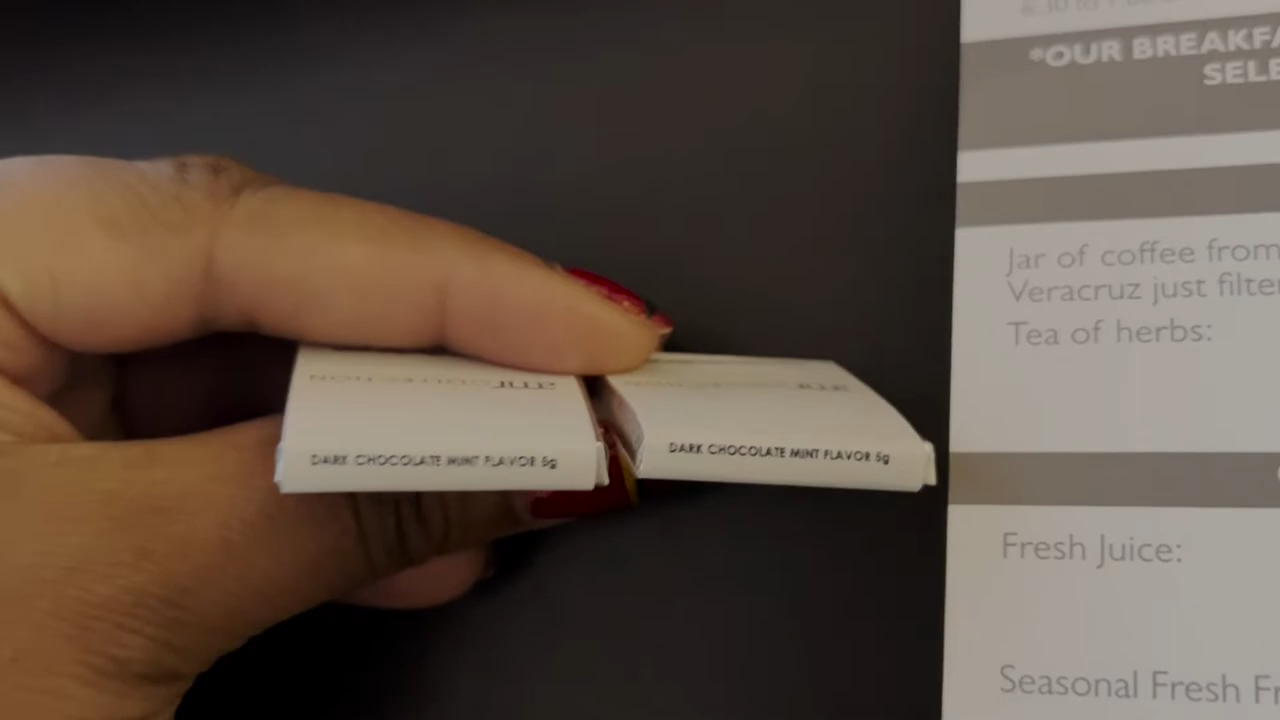 *OUR BREAKFA
SELE
Jar of coffee from
Veracruz just filte
Tea of herbs:
COLLECTION
DARK CHOCOLATE MINT FLAVOR 5g
DARK CHOCOLATE MINT FLAVOR 5g
Fresh Juice:
Seasonal Fresh Fr